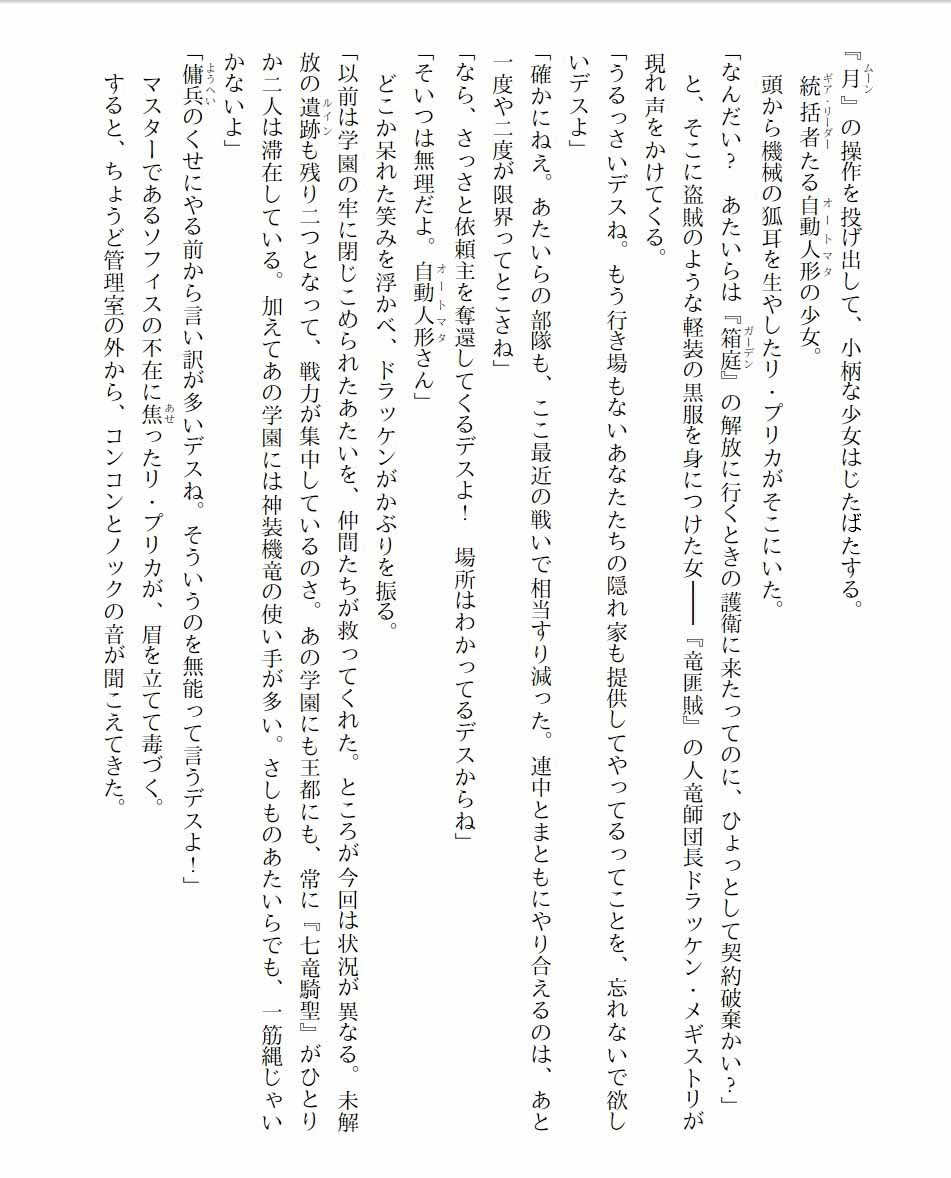 『月』の操作を投げ出して、小柄な少女はじたばたする。
統括者たる自動人形の少女。
頭から機械の狐耳を生やしたリ・プリカがそこにいた。
「なんだい？　あたいらは『箱庭』の解放に行くときの護衛に来たってのに、ひょっとして契約破棄かい？」
と、そこに盗賊のような軽装の黒服を身につけた女――『竜匪賊』の人竜師団長ドラッケン・メギストリが
現れ声をかけてくる。
「うるっさいデスね。もう行き場もないあなたたちの隠れ家も提供してやってるってことを、忘れないで欲し
いデスよ」
「確かにねえ。あたいらの部隊も、ここ最近の戦いで相当すり減った。連中とまともにやり合えるのは、あと
一度や二度が限界ってとこさね」
「なら、さっさと依頼主を奪還してくるデスよ！　場所はわかってるデスからね」
「そいつは無理だよ。自動人形さん」
どこか呆れた笑みを浮かべ、ドラッケンがかぶりを振る。
「以前は学園の牢に閉じこめられたあたいを、仲間たちが救ってくれた。ところが今回は状況が異なる。未解
放の遺跡も残り二つとなって、戦力が集中しているのさ。あの学園にも王都にも、常に『七竜騎聖』がひとり
か二人は滞在している。加えてあの学園には神装機竜の使い手が多い。さしものあたいらでも、一筋縄じゃい
かないよ」
「傭兵のくせにやる前から言い訳が多いデスね。そういうのを無能って言うデスよ！」
マスターであるソフィスの不在に焦ったリ・プリカが、眉を立てて毒づく。
すると、ちょうど管理室の外から、コンコンとノックの音が聞こえてきた。